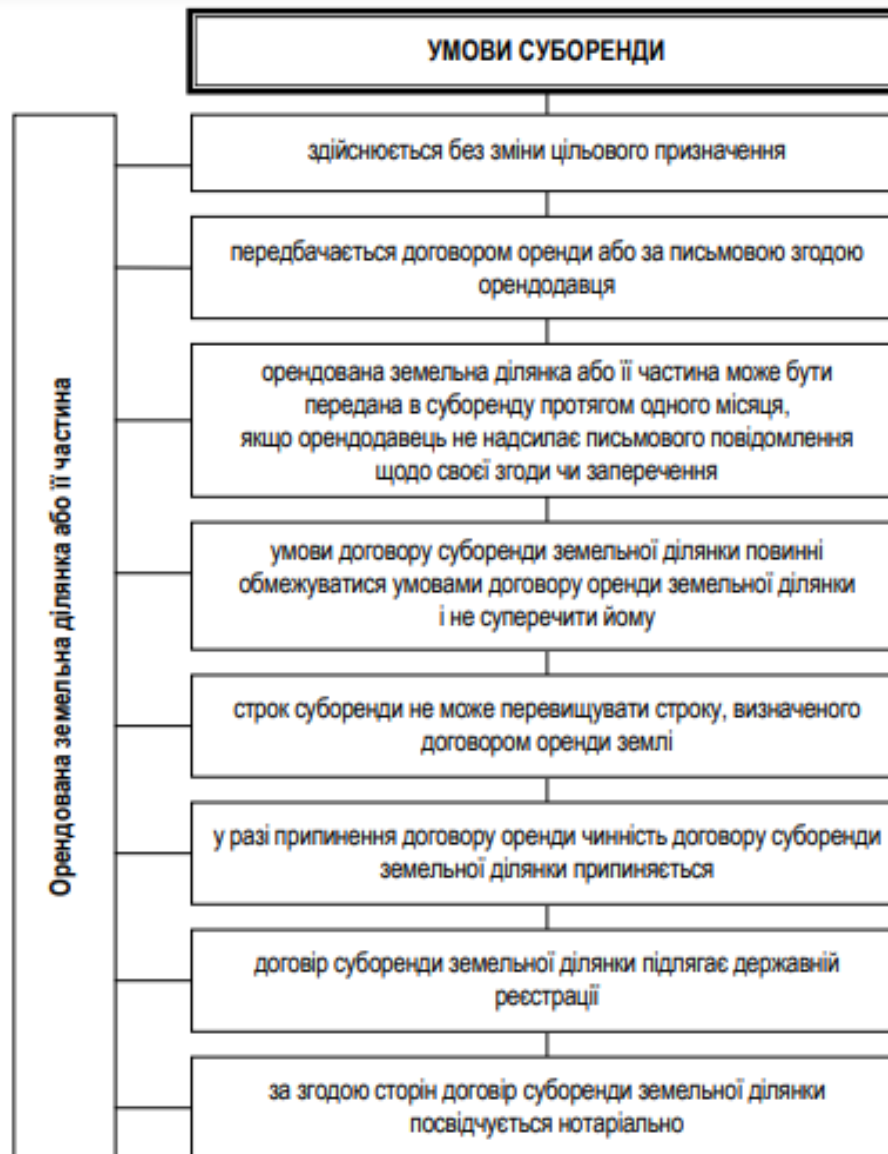 УМОВИ СУБОРЕНДИ
Орендована земельна ділянка або її частина
здійснюється без зміни цільового призначення
передбачається договором оренди або за письмовою згодою
орендодавця
орендована земельна ділянка або її частина може бути
передана в суборенду протягом одного місяця,
якщо орендодавець не надсилає письмового повідомлення
щодо своєї згоди чи заперечення
умови договору суборенди земельної ділянки повинні
обмежуватися умовами договору оренди земельної ділянки
і не суперечити йому
строк суборенди не може перевищувати строку, визначеного
договором оренди землі
у разі припинення договору оренди чинність договору суборенди
земельної ділянки припиняється
договір суборенди земельної ділянки підлягає державній
реєстрації
за згодою сторін договір суборенди земельної ділянки
посвідчується нотаріально